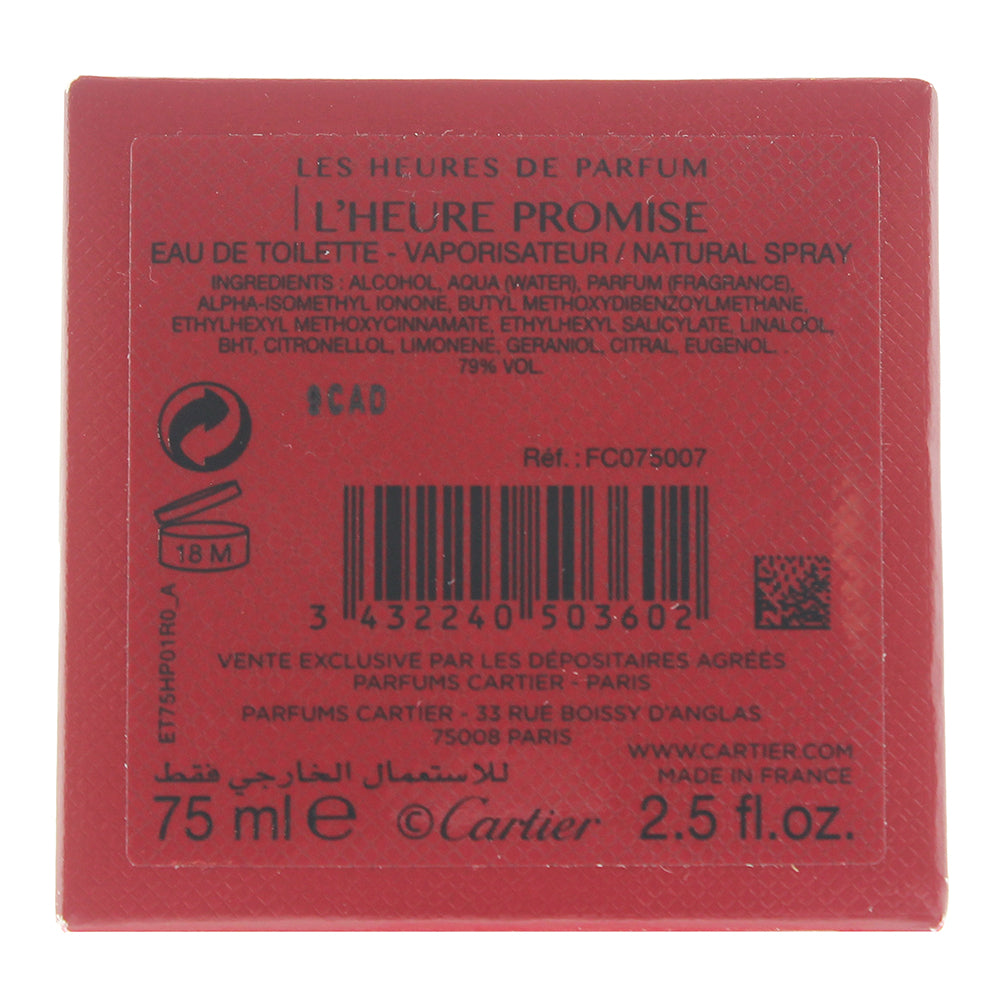 LES HEURES DE PARFUM
L'HEURE PROMISE
EAU DE TOILETTE - VAPORISATEUR / NATURAL SPRAY
INGREDIENTS : ALCOHOL, AQUA (WATER), PARFUM (FRAGRANCE),
ALPHA-ISOMETHYL IONONE, BUTYL METHOXYDIBENZOYLMETHANE,
ETHYLHEXYL METHOXYCINNAMATE, ETHYLHEXYL SALICYLATE, LINALOOL,
BHT, CITRONELLOL, LIMONENE, GERANIOL, CITRAL, EUGENOL. .
79% VOL.
Réf. : FC075007
18 M
3 432240 503602
ET75HP01R0_A
VENTE EXCLUSIVE PAR LES DÉPOSITAIRES AGRÉÉS
PARFUMS CARTIER - PARIS
PARFUMS CARTIER - 33 RUE BOISSY D'ANGLAS
75008 PARIS
WWW.CARTIER.COM
للاستعمال الخارجي فقط MADE IN FRANCE
75 ml e ©Cartier 2.5 fl.oz.